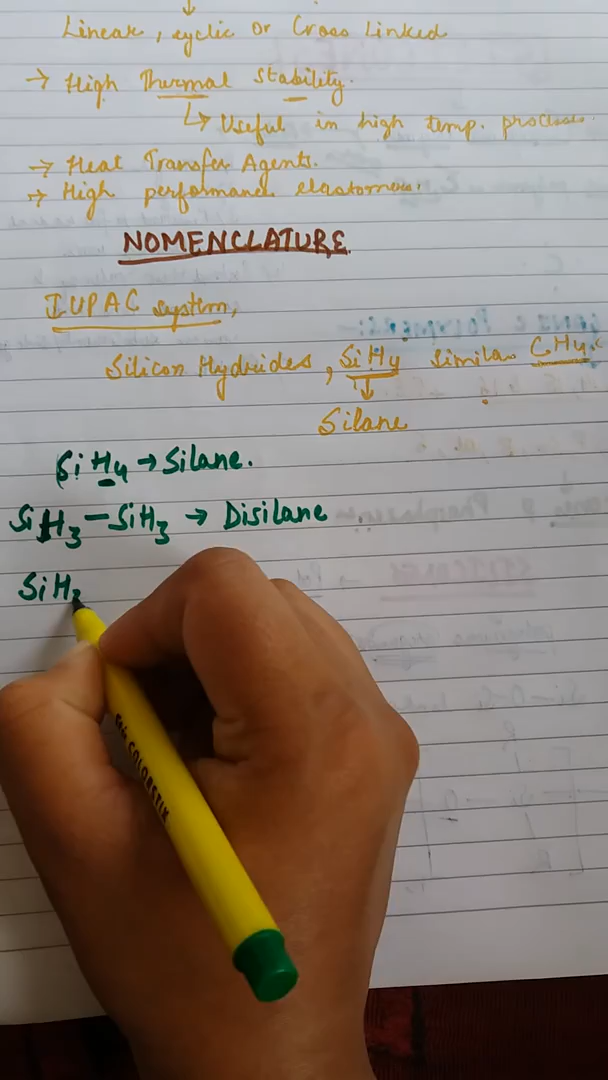 Linear, cyclic or Cross Linked
→ High Thermal Stability.
↳ Useful in high temp. process.
→ Heat Transfer Agents.
→ High performance elastomers.
NOMENCLATURE
IUPAC system,
Silicon Hydrides, SiH4 similar CH4.
Silane
SiH4 → Silane.
SiH3 - SiH3 → Disilane
SiH3